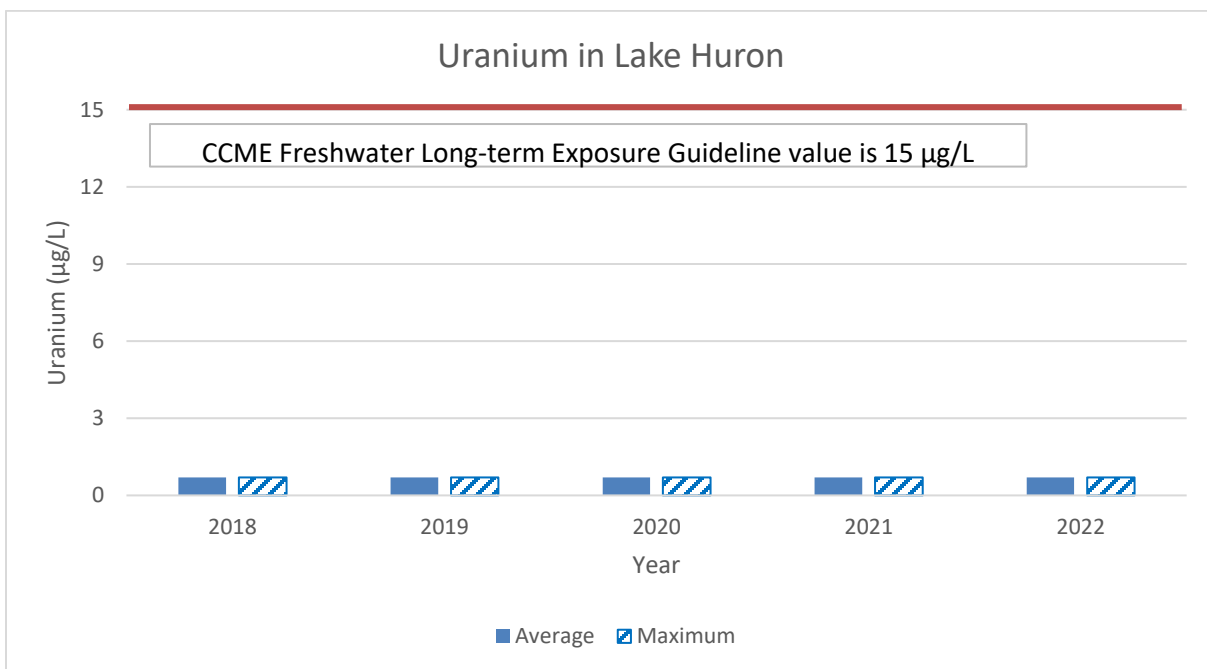 Uranium in Lake Huron
15
CCME Freshwater Long-term Exposure Guideline value is 15 µg/L
12
9
6
3
0
Uranium (µg/L)
2018 2019 2020 2021 2022
Year
Average Maximum